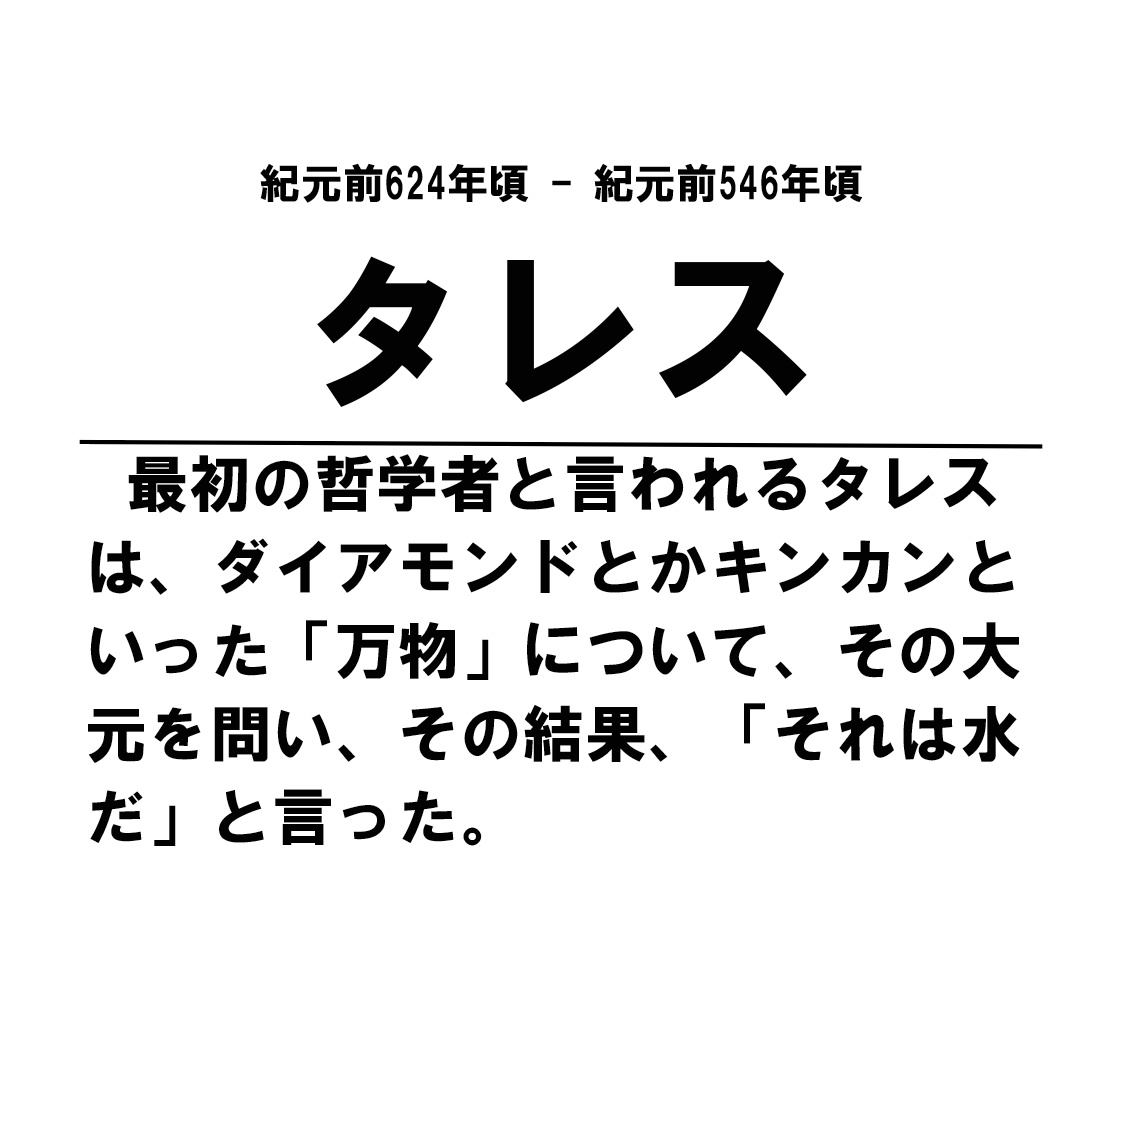 紀元前624年頃 - 紀元前546年頃
タレス
最初の哲学者と言われるタレス
は、ダイアモンドとかキンカンと
いった「万物」について、その大
元を問い、その結果、「それは水
だ」と言った。